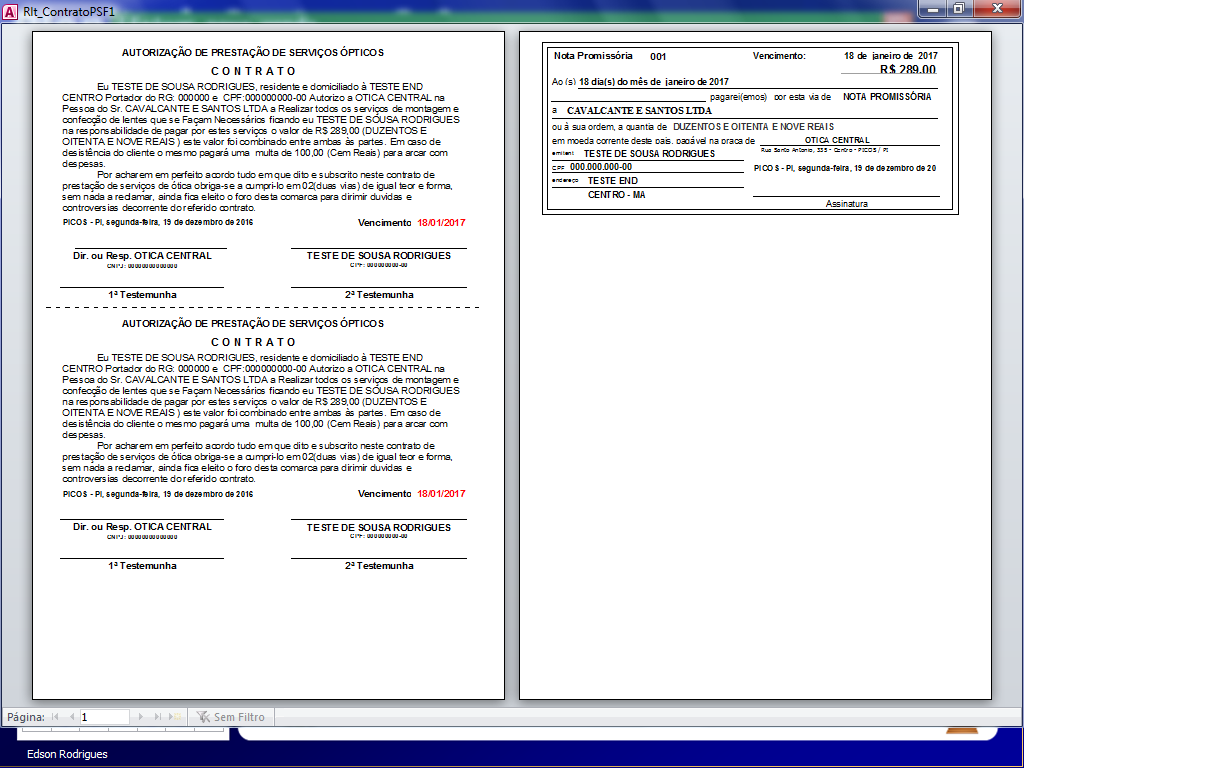 Rlt_ContratoPSF1
AUTORIZAÇÃO DE PRESTAÇÃO DE SERVIÇOS ÓPTICOS
C O N T R A T O
Eu TESTE DE SOUSA RODRIGUES, residente e domiciliado à TESTE END
CENTRO Portador do RG: 000000 e CPF:000000000-00 Autorizo a OTICA CENTRAL na
Pessoa do Sr. CAVALCANTE E SANTOS LTDA a Realizar todos os serviços de montagem e
confecção de lentes que se Façam Necessários ficando eu TESTE DE SOUSA RODRIGUES
na responsabilidade de pagar por estes serviços o valor de R$ 289,00 (DUZENTOS E
OITENTA E NOVE REAIS ) este valor foi combinado entre ambas às partes. Em caso de
desistência do cliente o mesmo pagará uma multa de 100,00 (Cem Reais) para arcar com
despesas.
Por acharem em perfeito acordo tudo em que dito e subscrito neste contrato de
prestação de serviços de ótica obriga-se a cumpri-lo em 02(duas vias) de igual teor e forma,
sem nada a reclamar, ainda fica eleito o foro desta comarca para dirimir duvidas e
controversias decorrente do referido contrato.
PICOS - PI, segunda-feira, 19 de dezembro de 2016 Vencimento 18/01/2017
Dir. ou Resp. OTICA CENTRAL TESTE DE SOUSA RODRIGUES
CNPJ: 00000000000000 CPF: 000000000-00
1ª Testemunha 2ª Testemunha
AUTORIZAÇÃO DE PRESTAÇÃO DE SERVIÇOS ÓPTICOS
C O N T R A T O
Eu TESTE DE SOUSA RODRIGUES, residente e domiciliado à TESTE END
CENTRO Portador do RG: 000000 e CPF:000000000-00 Autorizo a OTICA CENTRAL na
Pessoa do Sr. CAVALCANTE E SANTOS LTDA a Realizar todos os serviços de montagem e
confecção de lentes que se Façam Necessários ficando eu TESTE DE SOUSA RODRIGUES
na responsabilidade de pagar por estes serviços o valor de R$ 289,00 (DUZENTOS E
OITENTA E NOVE REAIS ) este valor foi combinado entre ambas às partes. Em caso de
desistência do cliente o mesmo pagará uma multa de 100,00 (Cem Reais) para arcar com
despesas.
Por acharem em perfeito acordo tudo em que dito e subscrito neste contrato de
prestação de serviços de ótica obriga-se a cumpri-lo em 02(duas vias) de igual teor e forma,
sem nada a reclamar, ainda fica eleito o foro desta comarca para dirimir duvidas e
controversias decorrente do referido contrato.
PICOS - PI, segunda-feira, 19 de dezembro de 2016 Vencimento 18/01/2017
Dir. ou Resp. OTICA CENTRAL TESTE DE SOUSA RODRIGUES
CNPJ: 00000000000000 CPF: 000000000-00
1ª Testemunha 2ª Testemunha
Nota Promissória 001 Vencimento: 18 de janeiro de 2017
R$ 289,00
Ao (s) 18 dia(s) do mês de janeiro de 2017
pagarei(emos) por esta via de NOTA PROMISSÓRIA
a CAVALCANTE E SANTOS LTDA
ou à sua ordem, a quantia de DUZENTOS E OITENTA E NOVE REAIS
em moeda corrente deste pais, pagável na praça de OTICA CENTRAL
emitent TESTE DE SOUSA RODRIGUES Rua Santo Antonio, 335 - Centro - PICOS / PI
CPF 000.000.000-00 PICOS - PI, segunda-feira, 19 de dezembro de 20
endereço TESTE END
CENTRO - MA
Assinatura
Página: 1 Sem Filtro
Edson Rodrigues